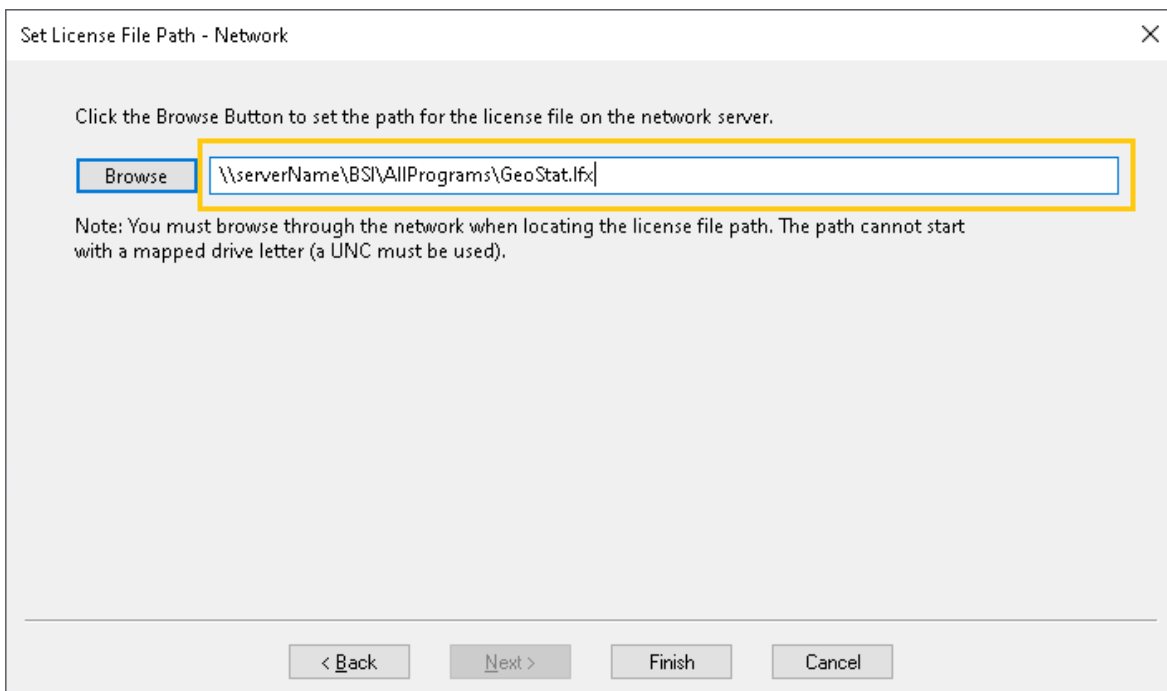 Set License File Path - Network
Click the Browse Button to set the path for the license file on the network server.
Browse
\\serverName\BSI\AllPrograms\GeoStat.lfx
Note: You must browse through the network when locating the license file path. The path cannot start
with a mapped drive letter (a UNC must be used).
< Back Next > Finish Cancel